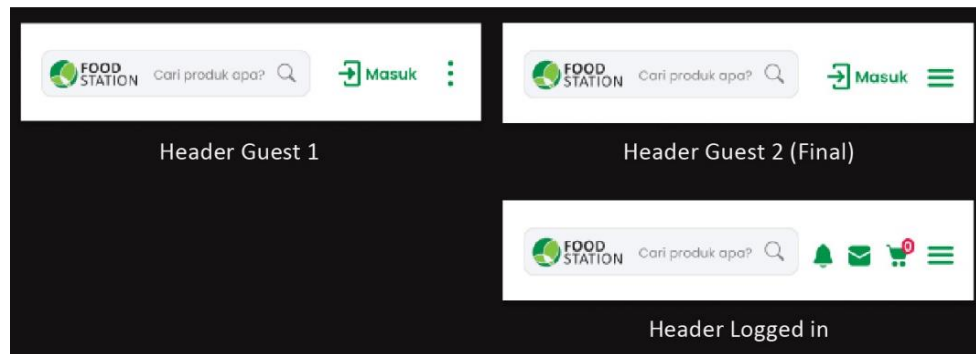 FOOD
STATION
Cari produk apa?
Masuk
Header Guest 1
FOOD
STATION
Cari produk apa?
Masuk
Header Guest 2 (Final)
FOOD
STATION
Cari produk apa?
0
Header Logged in